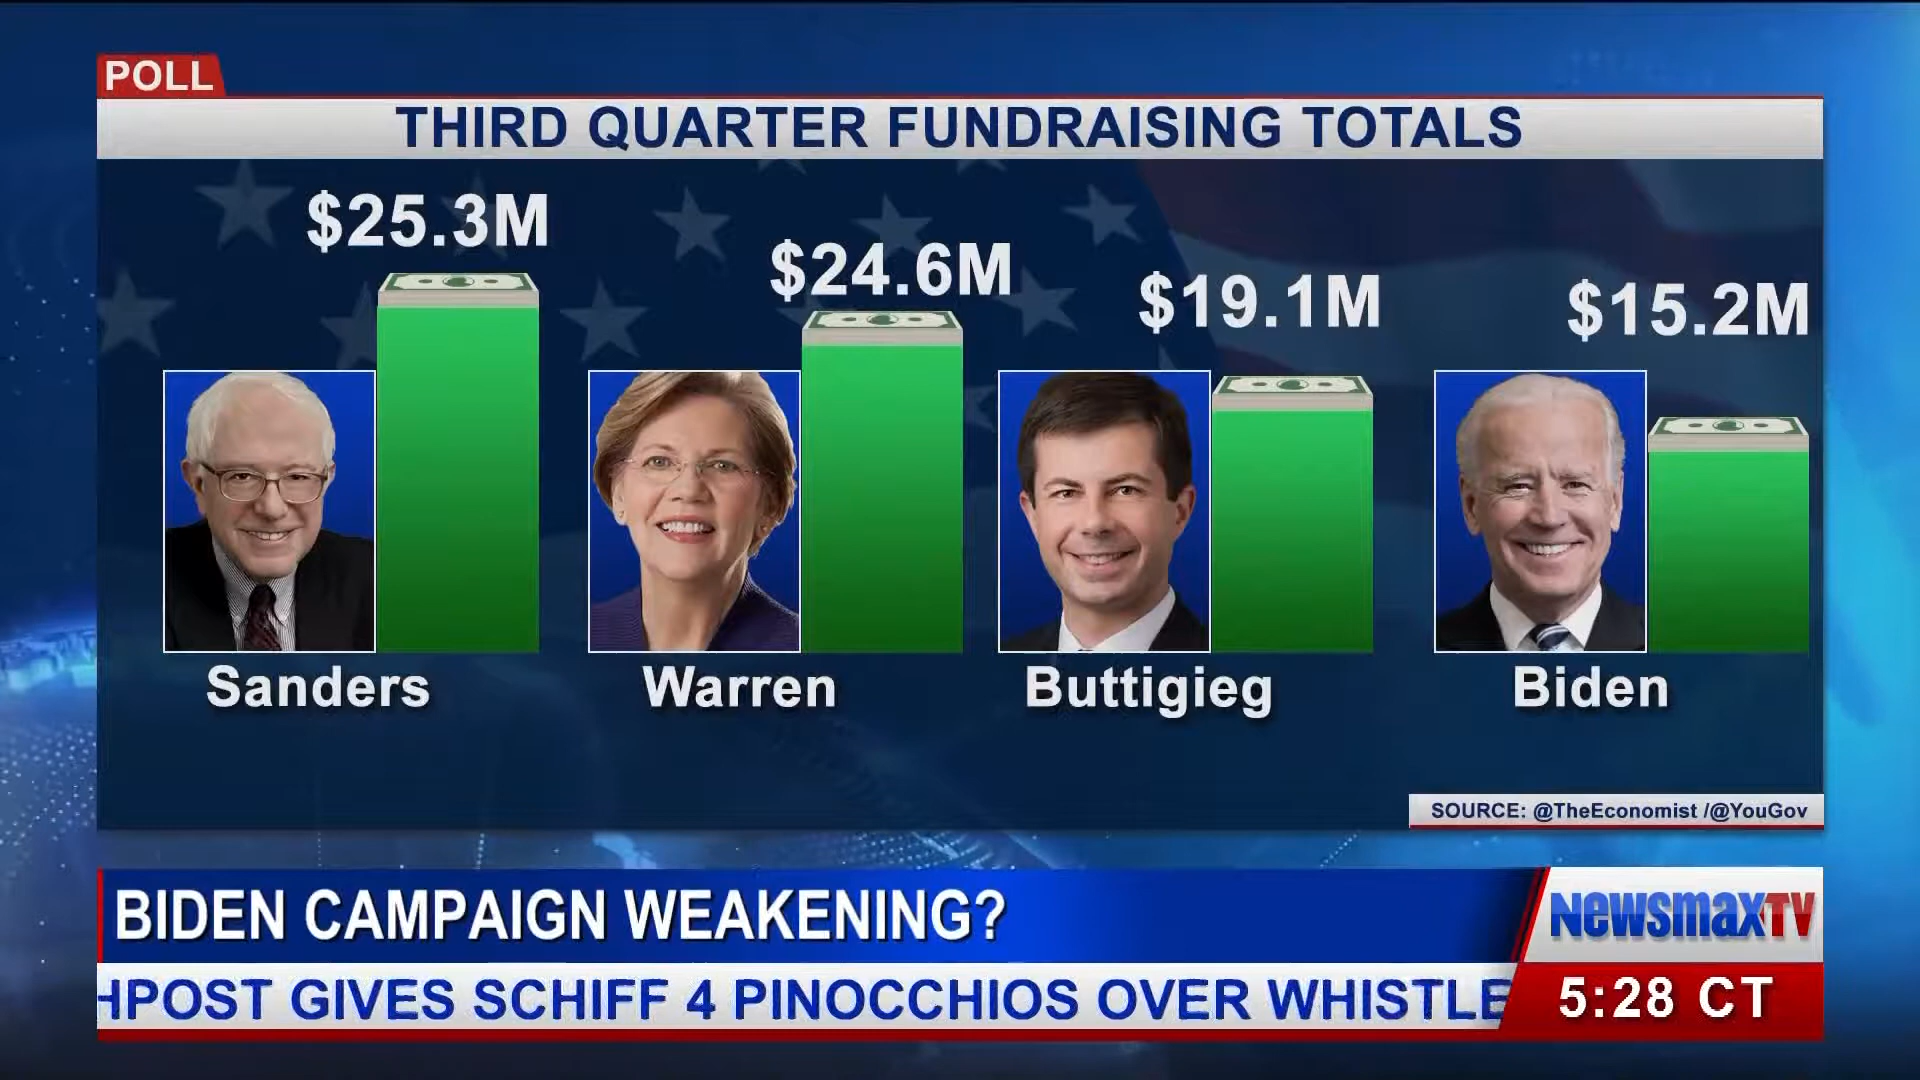 POLL
THIRD QUARTER FUNDRAISING TOTALS
$25.3M
$24.6M
$19.1M
$15.2M
Sanders
Warren
Buttigieg
Biden
SOURCE: @TheEconomist /@YouGov
BIDEN CAMPAIGN WEAKENING?
NEWSMAXTV
HPOST GIVES SCHIFF 4 PINOCCHIOS OVER WHISTLE
5:28 CT